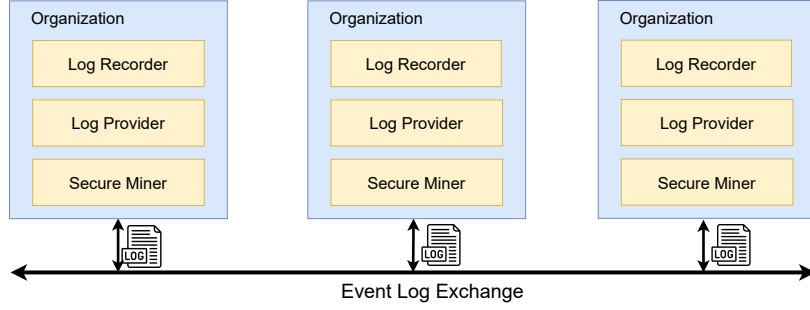 Organization
Log Recorder
Log Provider
Secure Miner
LOG
Organization
Log Recorder
Log Provider
Secure Miner
LOG
Organization
Log Recorder
Log Provider
Secure Miner
LOG
Event Log Exchange